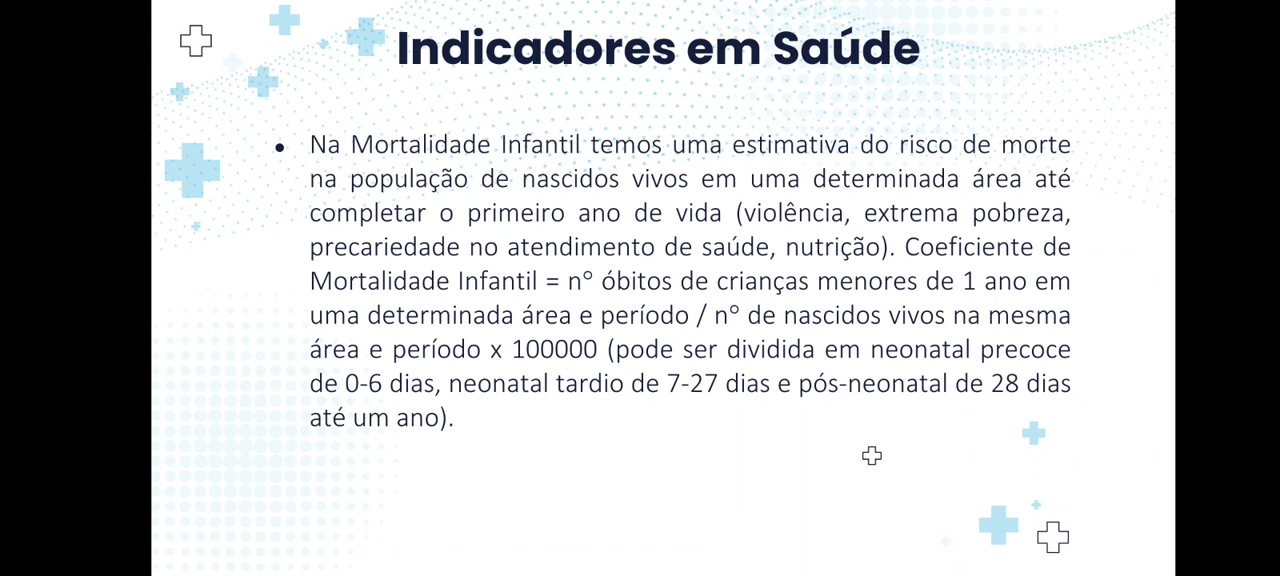 Indicadores em Saúde
• Na Mortalidade Infantil temos uma estimativa do risco de morte
na população de nascidos vivos em uma determinada área até
completar o primeiro ano de vida (violência, extrema pobreza,
precariedade no atendimento de saúde, nutrição). Coeficiente de
Mortalidade Infantil = n° óbitos de crianças menores de 1 ano em
uma determinada área e período / n° de nascidos vivos na mesma
área e período x 100000 (pode ser dividida em neonatal precoce
de 0-6 dias, neonatal tardio de 7-27 dias e pós-neonatal de 28 dias
até um ano).